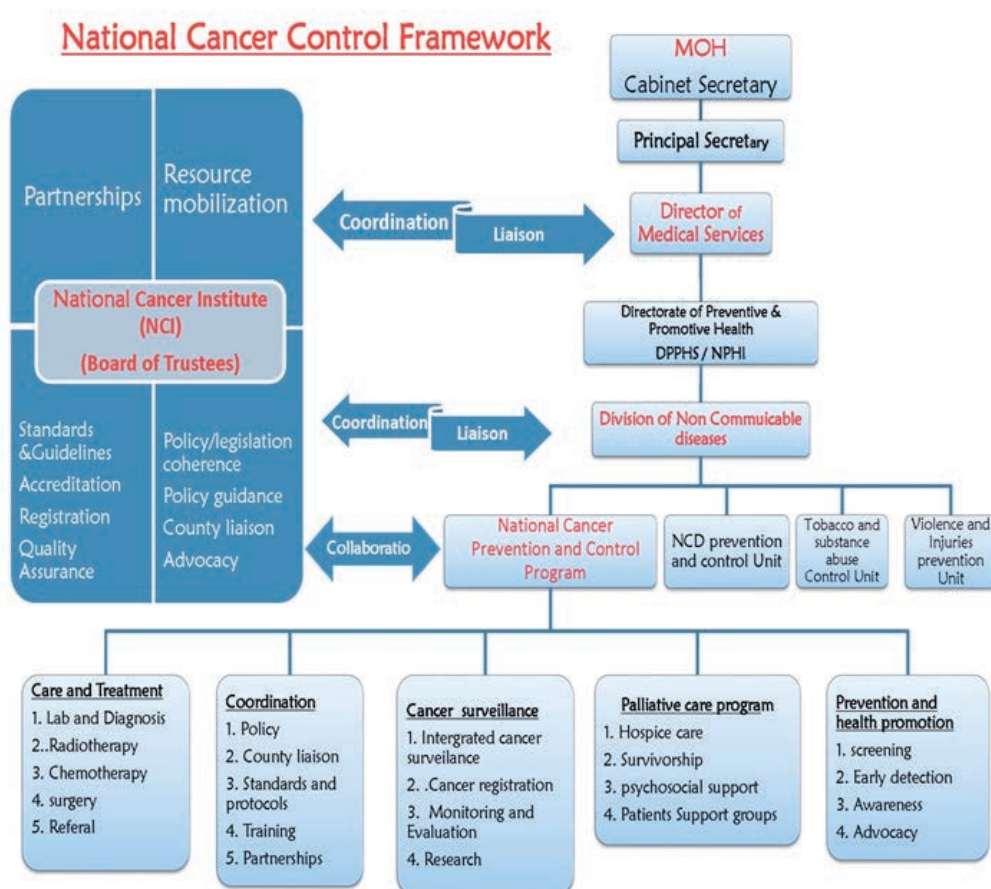 National Cancer Control Framework
MOH
Cabinet Secretary
Principal Secretary
Partnerships
Resource
mobilization
Coordination
Liaison
Director of
Medical Services
National Cancer Institute
(NCI)
(Board of Trustees)
Directorate of Preventive &
Promotive Health
DPPHS / NPHI
Standards
&Guidelines
Accreditation
Registration
Quality
Assurance
Policy/legislation
coherence
Policy guidance
County liaison
Advocacy
Coordination
Liaison
Division of Non Commuicable
diseases
Collaboratio
National Cancer
Prevention and Control
Program
NCD prevention
and control Unit
Tobacco and
substance
abuse
Control Unit
Violence and
Injuries
prevention
Unit
Care and Treatment
1. Lab and Diagnosis
2..Radiotherapy
3. Chemotherapy
4. surgery
5. Referal
Coordination
1. Policy
2. County liaison
3. Standards and
protocols
4. Training
5. Partnerships
Cancer surveillance
1. Intergrated cancer
surveilance
2. .Cancer registration
3. Monitoring and
Evaluation
4. Research
Palliative care program
1. Hospice care
2. Survivorship
3. psychosocial support
4. Patients Support groups
Prevention and
health promotion
1. screening
2. Early detection
3. Awareness
4. Advocacy